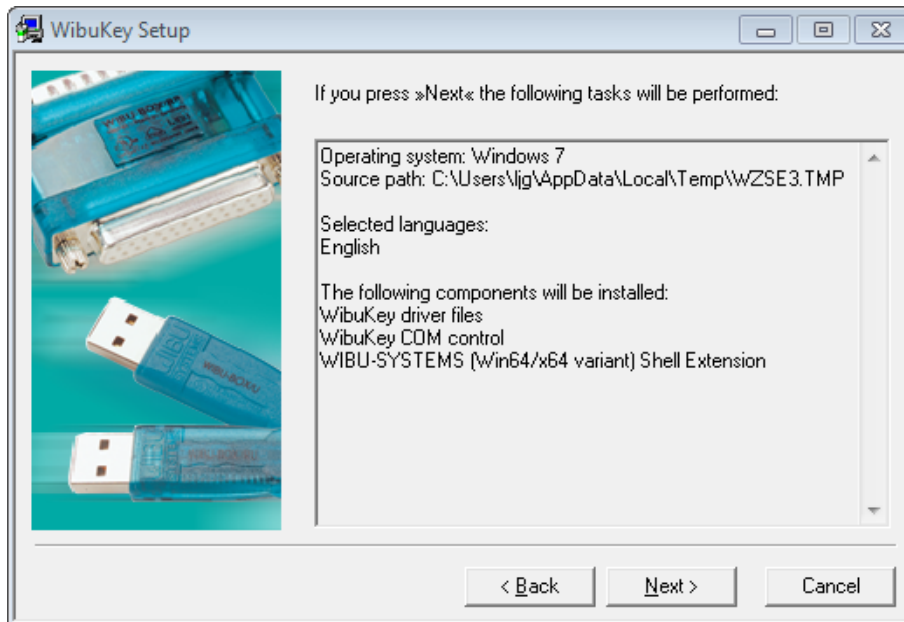 WibuKey Setup
If you press »Next« the following tasks will be performed:
Operating system: Windows 7
Source path: C:\Users\ljg\AppData\Local\Temp\WZSE3.TMP
Selected languages:
English
The following components will be installed:
WibuKey driver files
WibuKey COM control
WIBU-SYSTEMS (Win64/x64 variant) Shell Extension
WIBU-BOX/U
< Back
Next >
Cancel